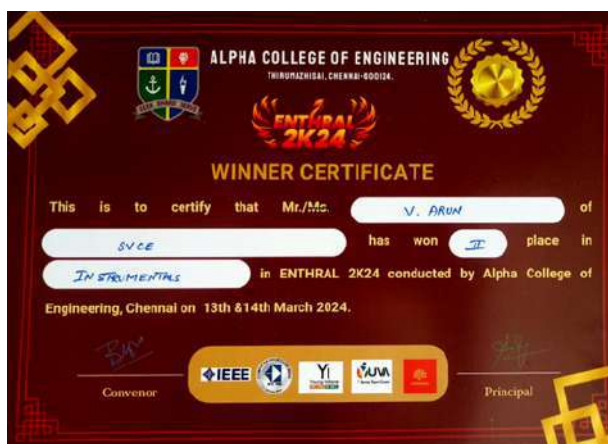 ALPHA COLLEGE OF ENGINEERING
THIRUMAZHISAI, CHENNAI-600124.
ENTHRAL
2K24
WINNER CERTIFICATE
This is to certify that Mr./Ms. V. ARUN of
SVCE has won II place in
INSTRUMENTALS in ENTHRAL 2K24 conducted by Alpha College of
Engineering, Chennai on 13th &14th March 2024.
Convenor
IEEE
Yi
YUVA
Principal